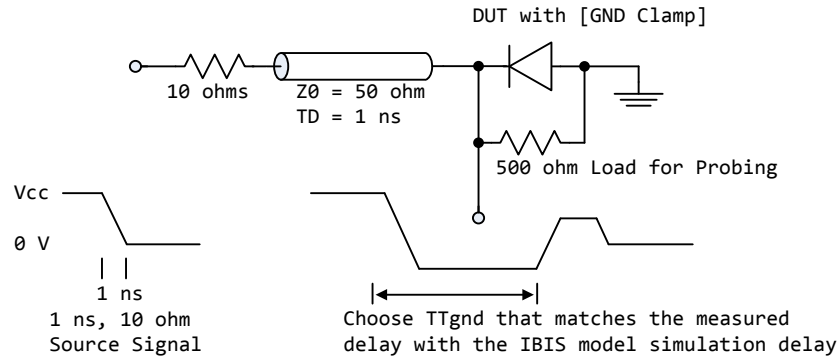 DUT with [GND Clamp]
10 ohms
Z0 = 50 ohm
TD = 1 ns
500 ohm Load for Probing
Vcc
0 V
1 ns
1 ns, 10 ohm
Source Signal
Choose TTgnd that matches the measured
delay with the IBIS model simulation delay